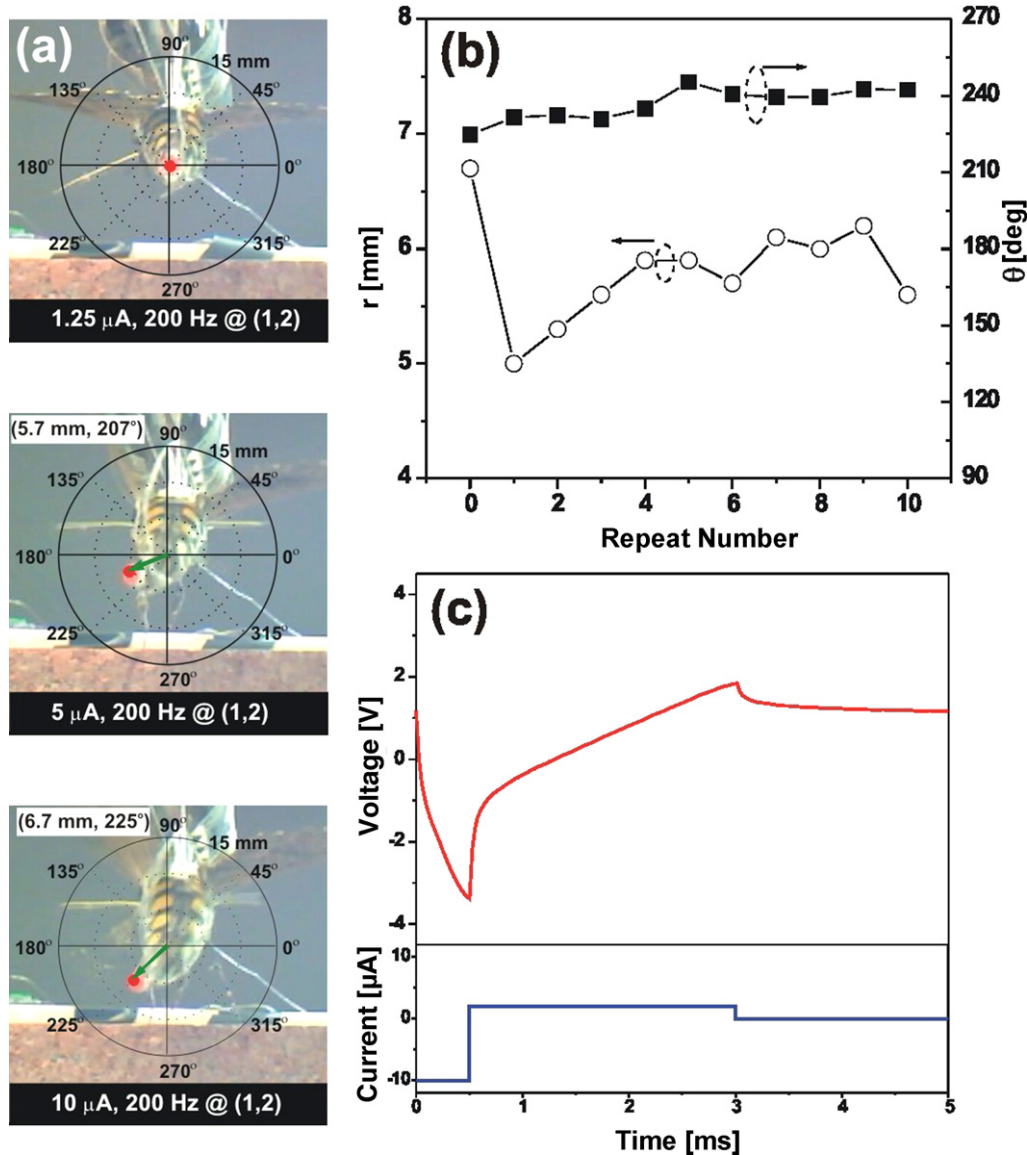 (a)
90°
15 mm
135°
45°
180°
0°
225°
315°
270°
1.25 μA, 200 Hz @ (1,2)
(5.7 mm, 207°)
90°
15 mm
135°
45°
180°
0°
225°
315°
270°
5 μA, 200 Hz @ (1,2)
(6.7 mm, 225°)
90°
15 mm
135°
45°
180°
0°
225°
315°
270°
10 μA, 200 Hz @ (1,2)
(b)
8
7
6
5
4
r [mm]
270
240
210
180
150
120
90
θ [deg]
0 2 4 6 8 10
Repeat Number
(c)
4
2
0
-2
-4
Voltage [V]
10
0
-10
Current [μA]
0 1 2 3 4 5
Time [ms]